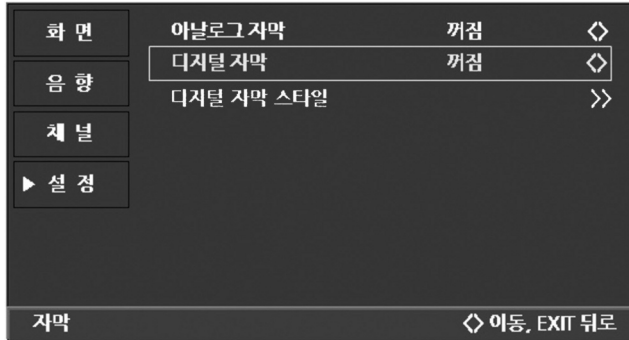 화 면
음 향
채 널
▶ 설 정
아날로그 자막 꺼짐 <>
디지털 자막 꺼짐 <>
디지털 자막 스타일 >>
자막 <> 이동, EXIT 뒤로